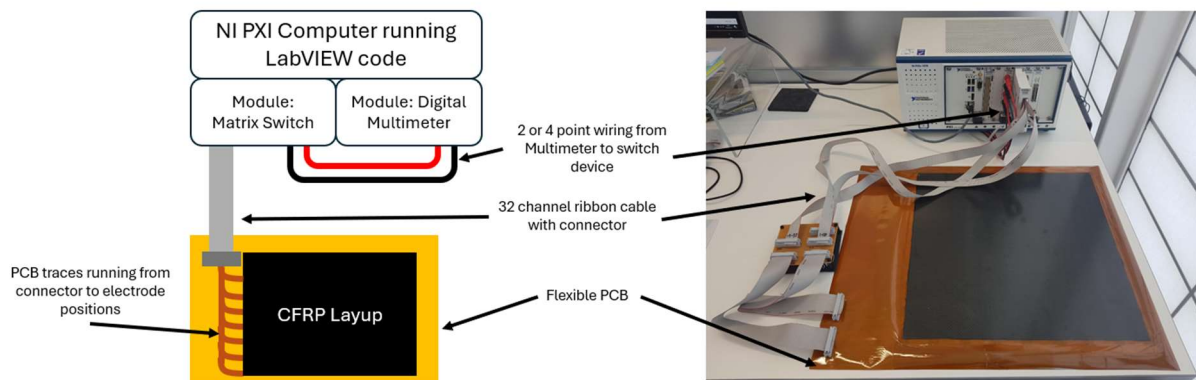 NI PXI Computer running
LabVIEW code
Module:
Matrix Switch
Module: Digital
Multimeter
2 or 4 point wiring from
Multimeter to switch
device
32 channel ribbon cable
with connector
PCB traces running from
connector to electrode
positions
CFRP Layup
Flexible PCB